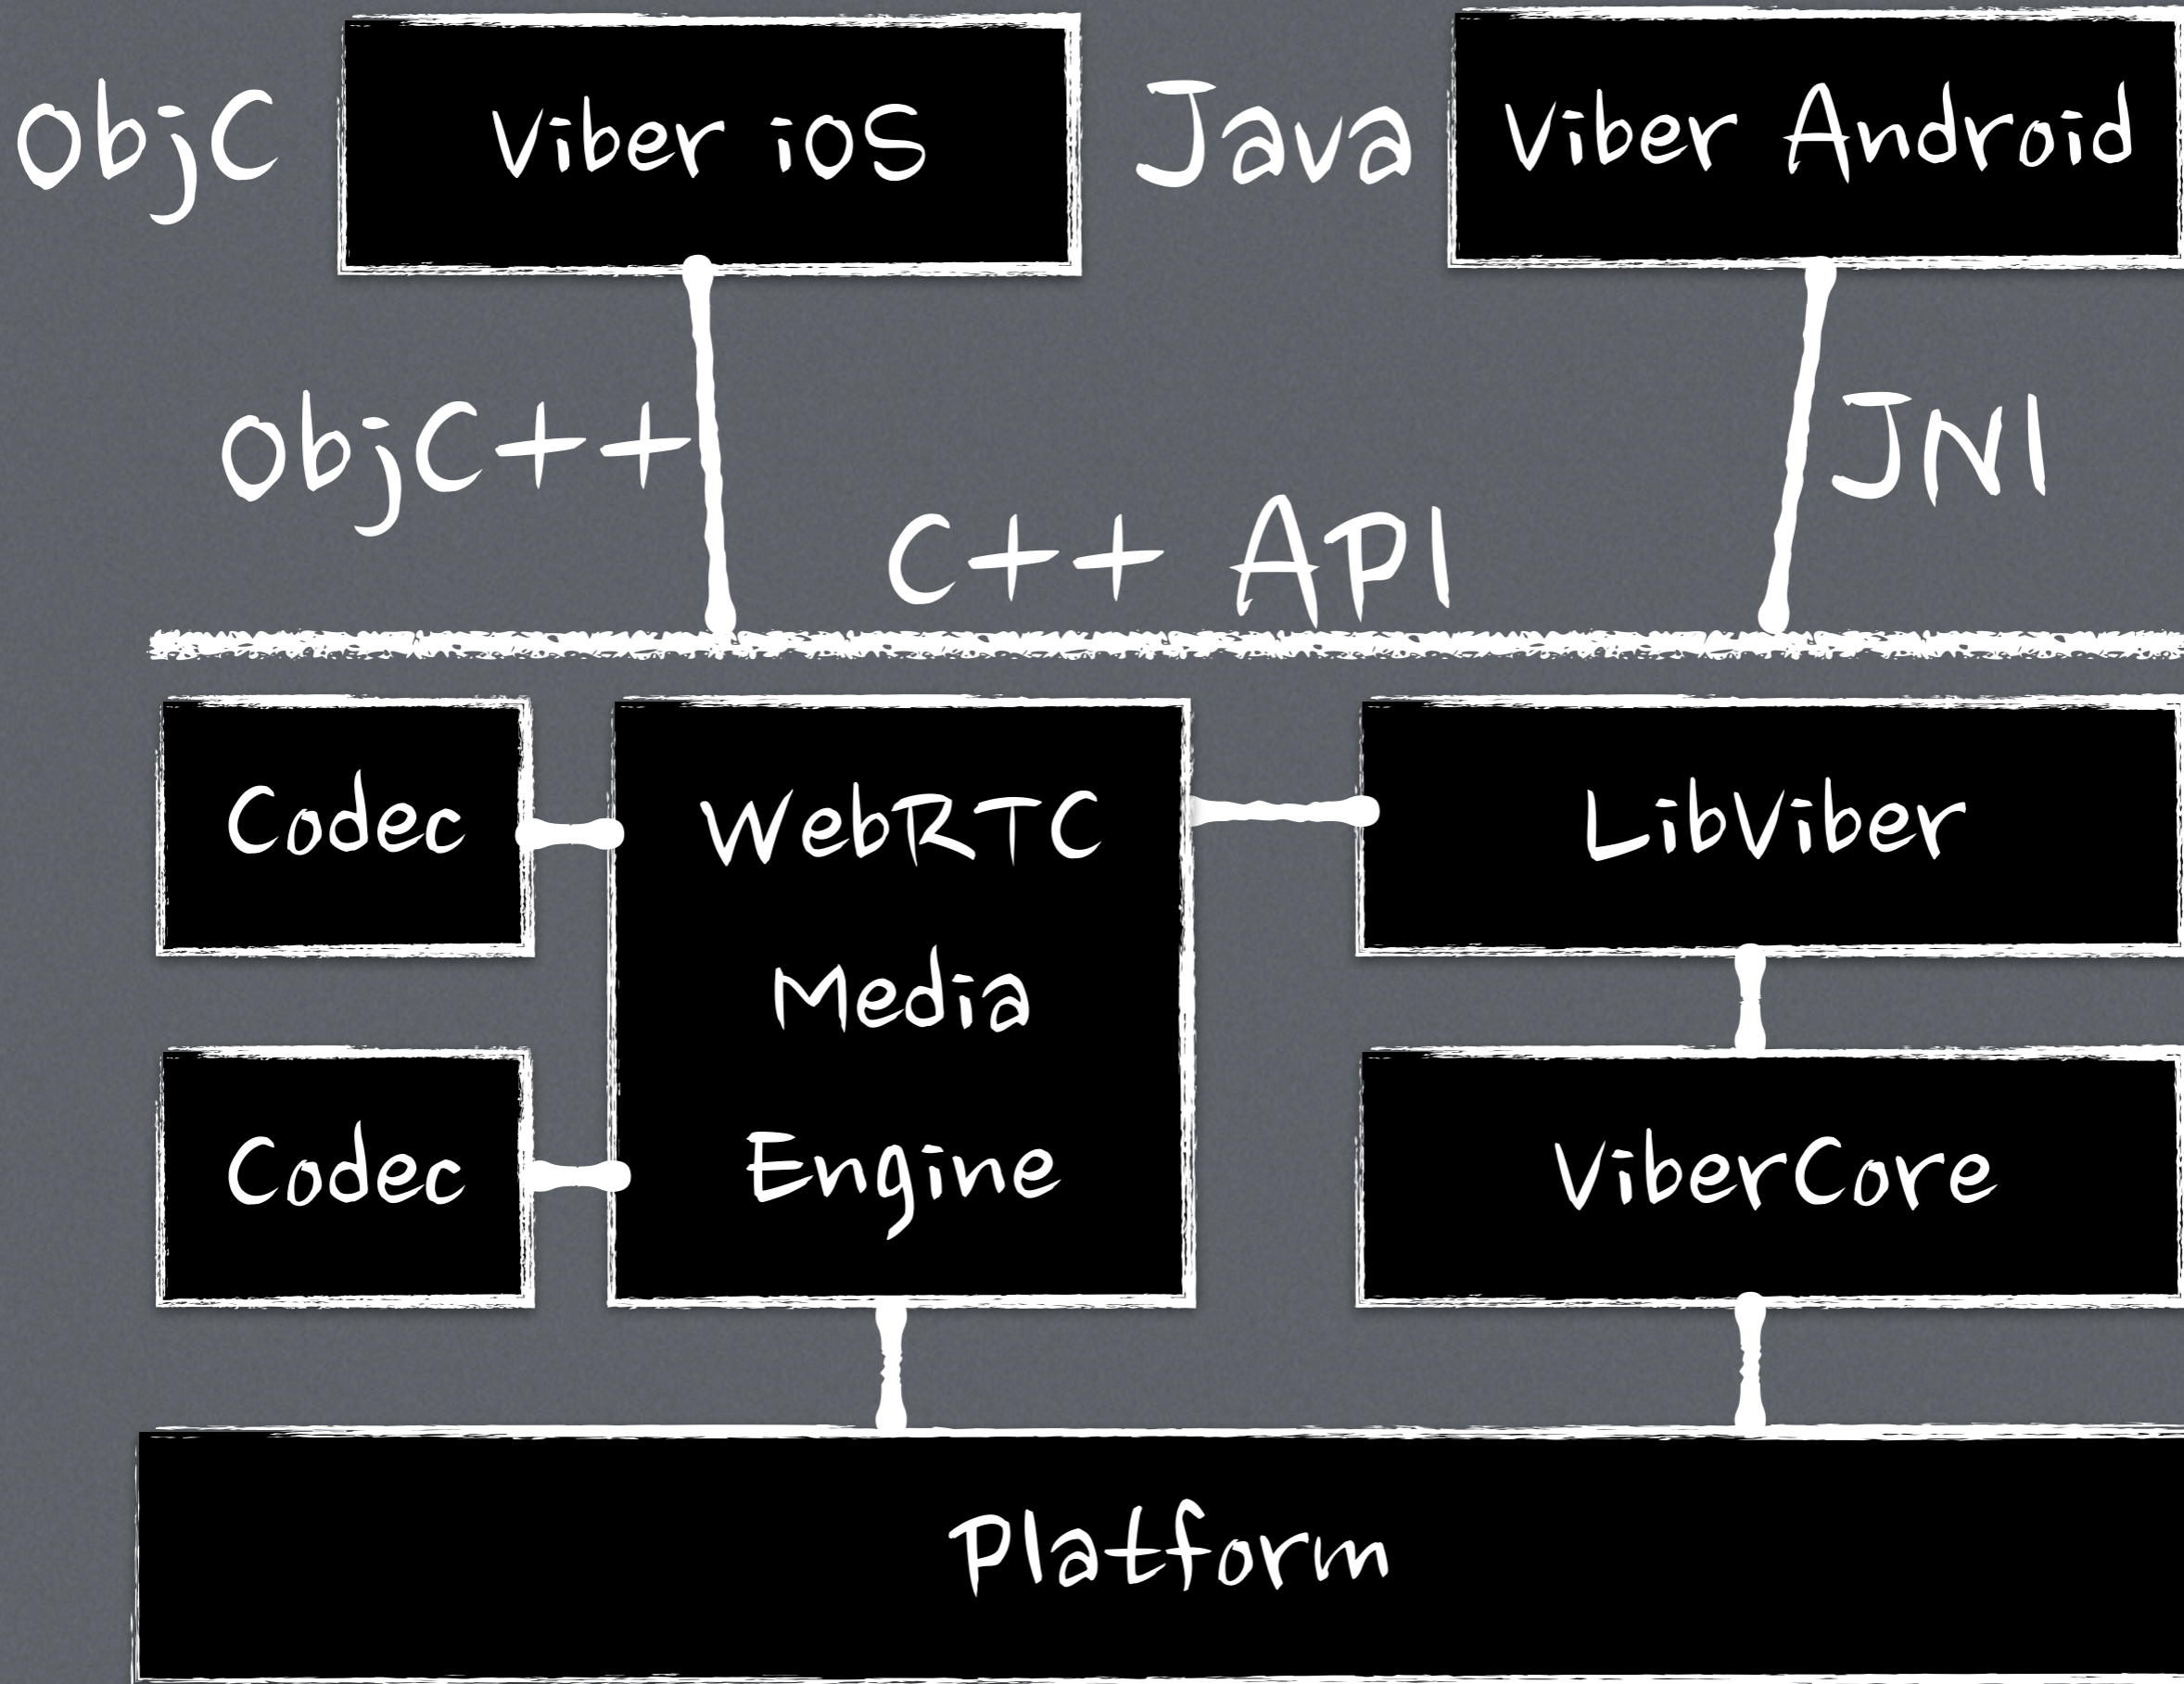 ObjC
Viber iOS
Java
Viber Android
ObjC++
JNI
C++ API
Codec
WebRTC
Media
Engine
LibViber
Codec
ViberCore
Platform